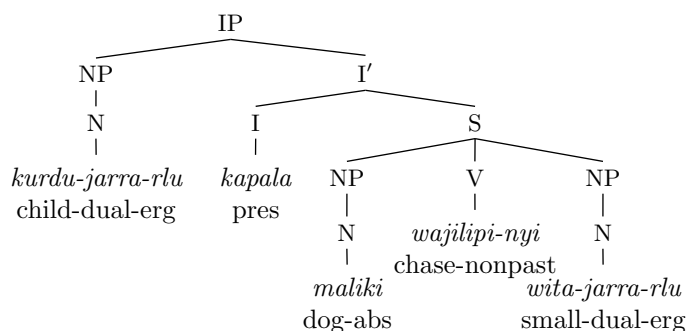 IP
NP I′
N I S
kurdu-jarra-rlu kapala NP V NP
child-dual-erg pres
N wajilipi-nyi N
chase-nonpast
maliki wita-jarra-rlu
dog-abs small-dual-erg